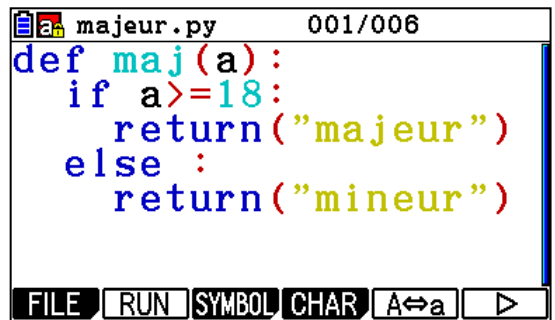 majeur.py 001/006
def maj(a):
  if a>=18:
    return("majeur")
  else :
    return("mineur")
FILE RUN SYMBOL CHAR A⇔a ▷